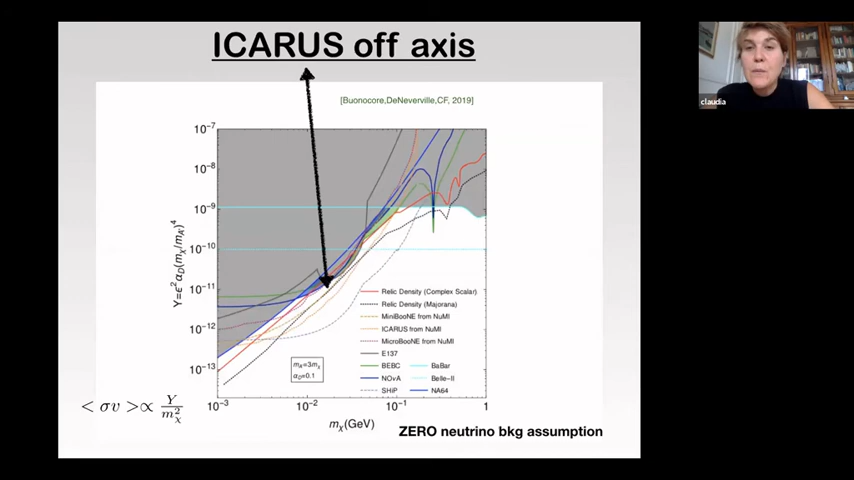 ICARUS off axis
[Buonocore,DeNeverville,CF, 2019]
claudia
10⁻⁷
10⁻⁸
10⁻⁹
10⁻¹⁰
10⁻¹¹
10⁻¹²
10⁻¹³
Y=ϵ²α_D(m_χ/m_A')⁴
Relic Density (Complex Scalar)
Relic Density (Majorana)
MiniBooNE from NuMI
ICARUS from NuMI
MicroBooNE from NuMI
E137
BEBC BaBar
NOvA Belle-II
SHiP NA64
m_A'=3m_χ
α_D=0.1
10⁻³ 10⁻² 10⁻¹ 1
m_χ(GeV)
< σv >∝ Y/m_χ²
ZERO neutrino bkg assumption